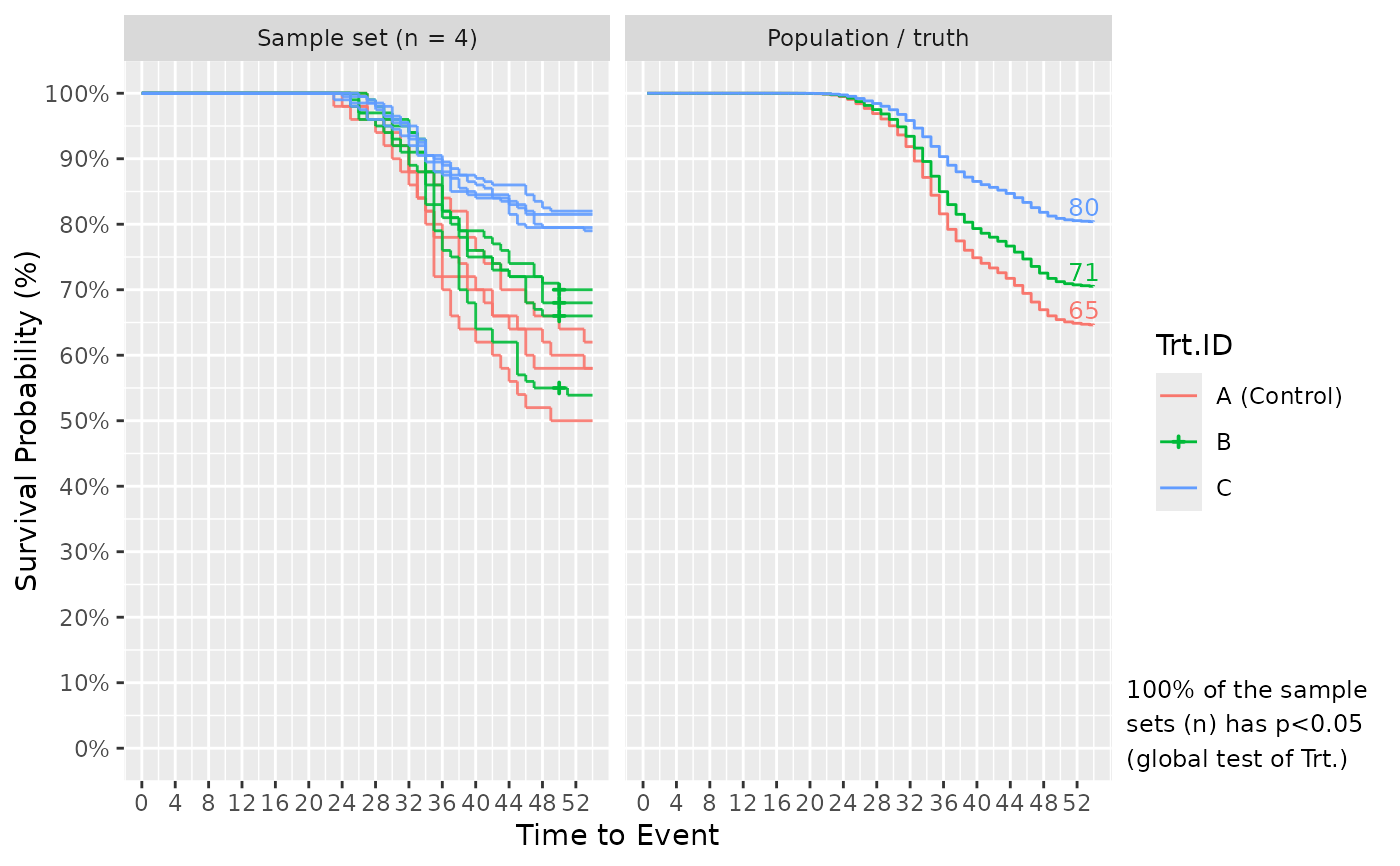 Sample set (n = 4)
Population / truth
Survival Probability (%)
100%
90%
80%
70%
60%
50%
40%
30%
20%
10%
0%
80
71
65
0 4 8 12 16 20 24 28 32 36 40 44 48 52
0 4 8 12 16 20 24 28 32 36 40 44 48 52
Time to Event
Trt.ID
A (Control)
B
C
100% of the sample
sets (n) has p<0.05
(global test of Trt.)